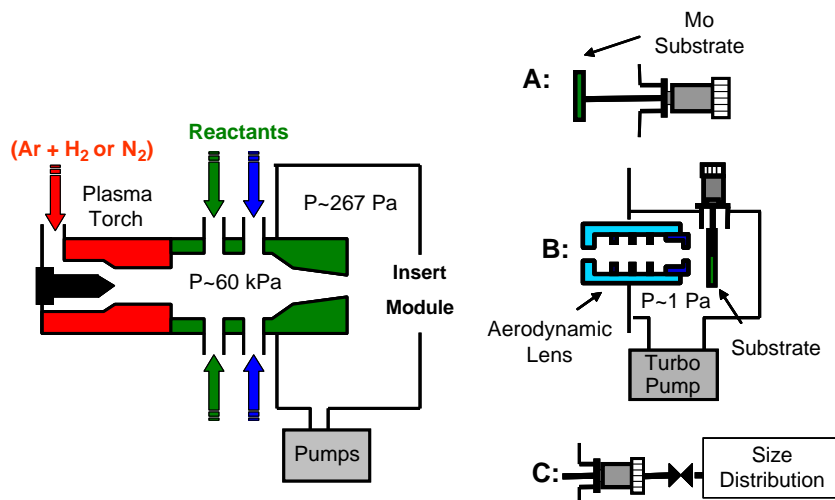 (Ar + H₂ or N₂)
Plasma
Torch
Reactants
P~267 Pa
P~60 kPa
Insert
Module
Pumps
A:
Mo
Substrate
B:
P~1 Pa
Aerodynamic
Lens
Substrate
Turbo
Pump
C:
Size
Distribution